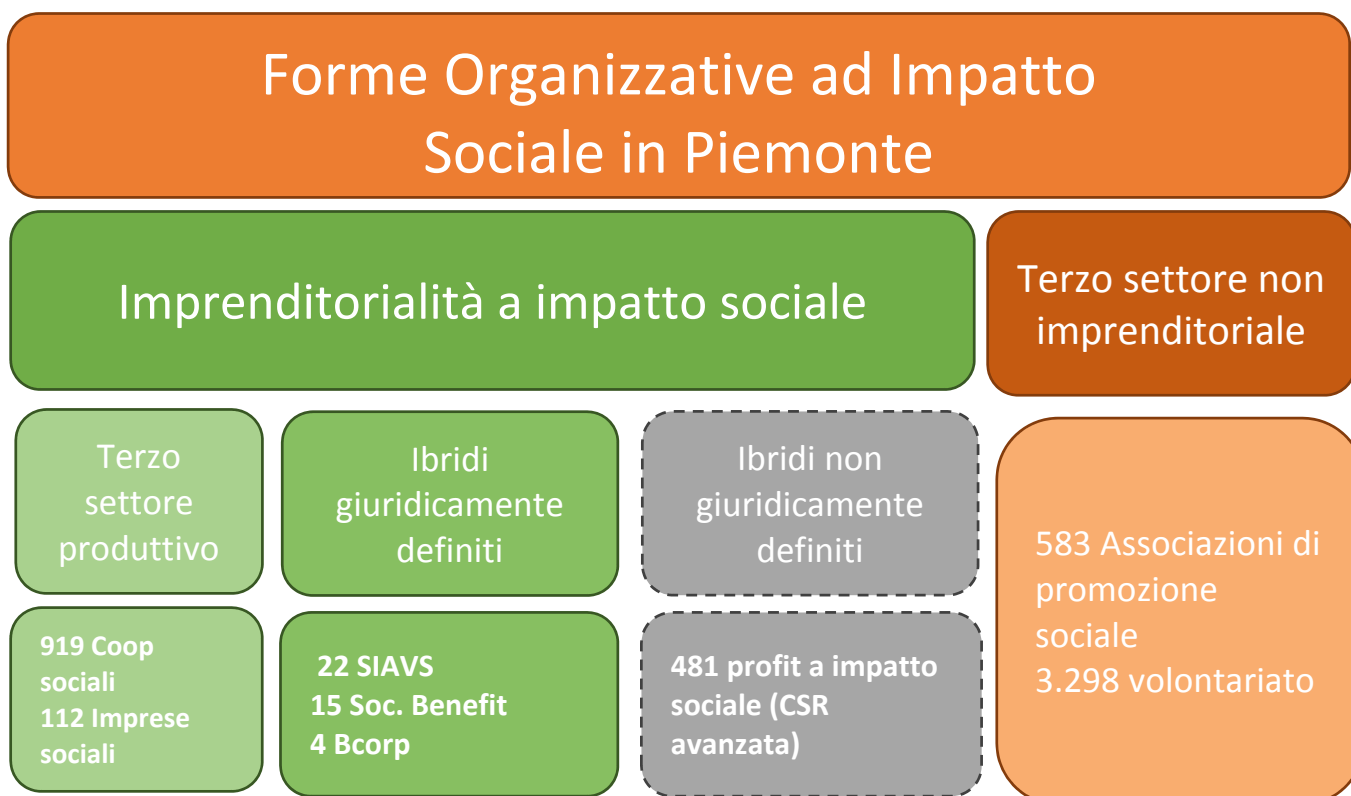 Forme Organizzative ad Impatto
Sociale in Piemonte
Imprenditorialità a impatto sociale
Terzo settore non
imprenditoriale
Terzo
settore
produttivo
Ibridi
giuridicamente
definiti
Ibridi non
giuridicamente
definiti
919 Coop
sociali
112 Imprese
sociali
22 SIAVS
15 Soc. Benefit
4 Bcorp
481 profit a impatto
sociale (CSR
avanzata)
583 Associazioni di
promozione
sociale
3.298 volontariato